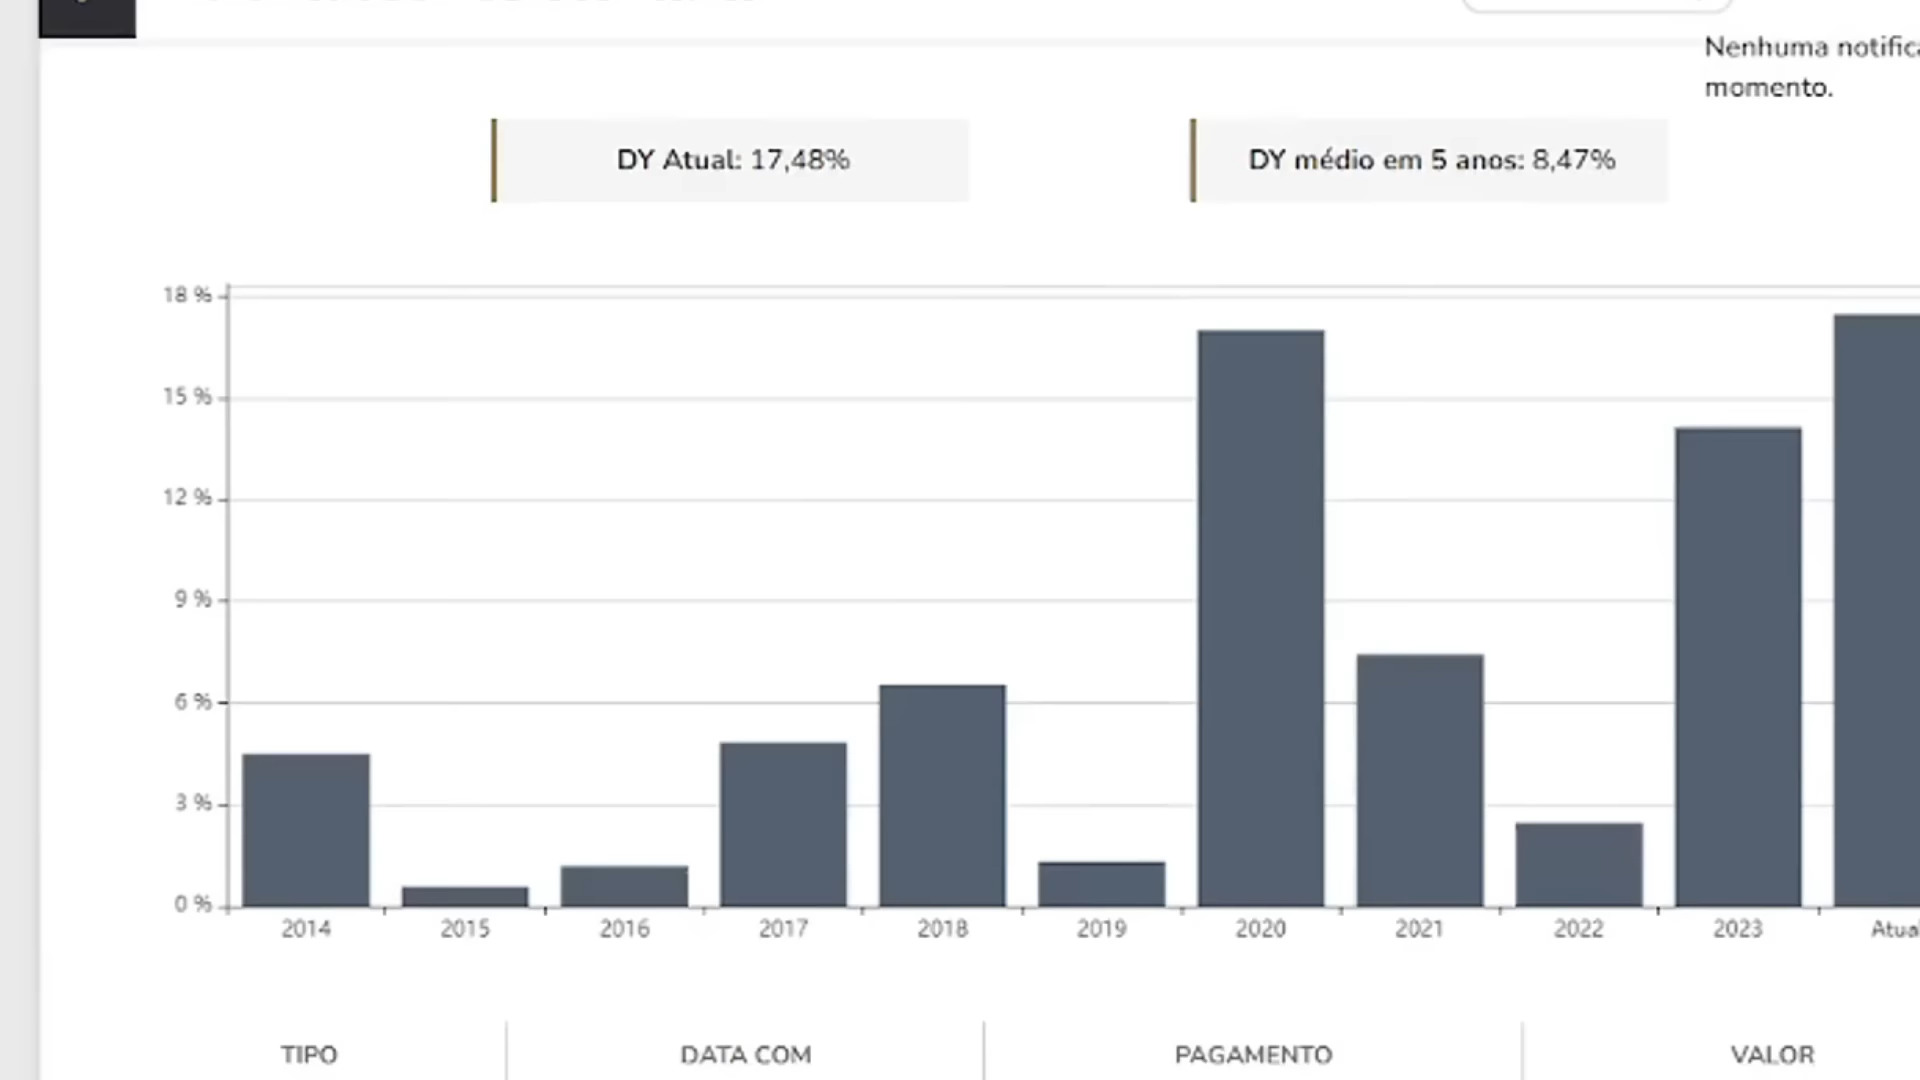 Nenhuma
momento.
DY Atual: 17,48%
DY médio em 5 anos: 8,47%
18 %
15 %
12 %
9 %
6 %
3 %
0 %
2014 2015 2016 2017 2018 2019 2020 2021 2022 2023 Atual
TIPO DATA COM PAGAMENTO VALOR